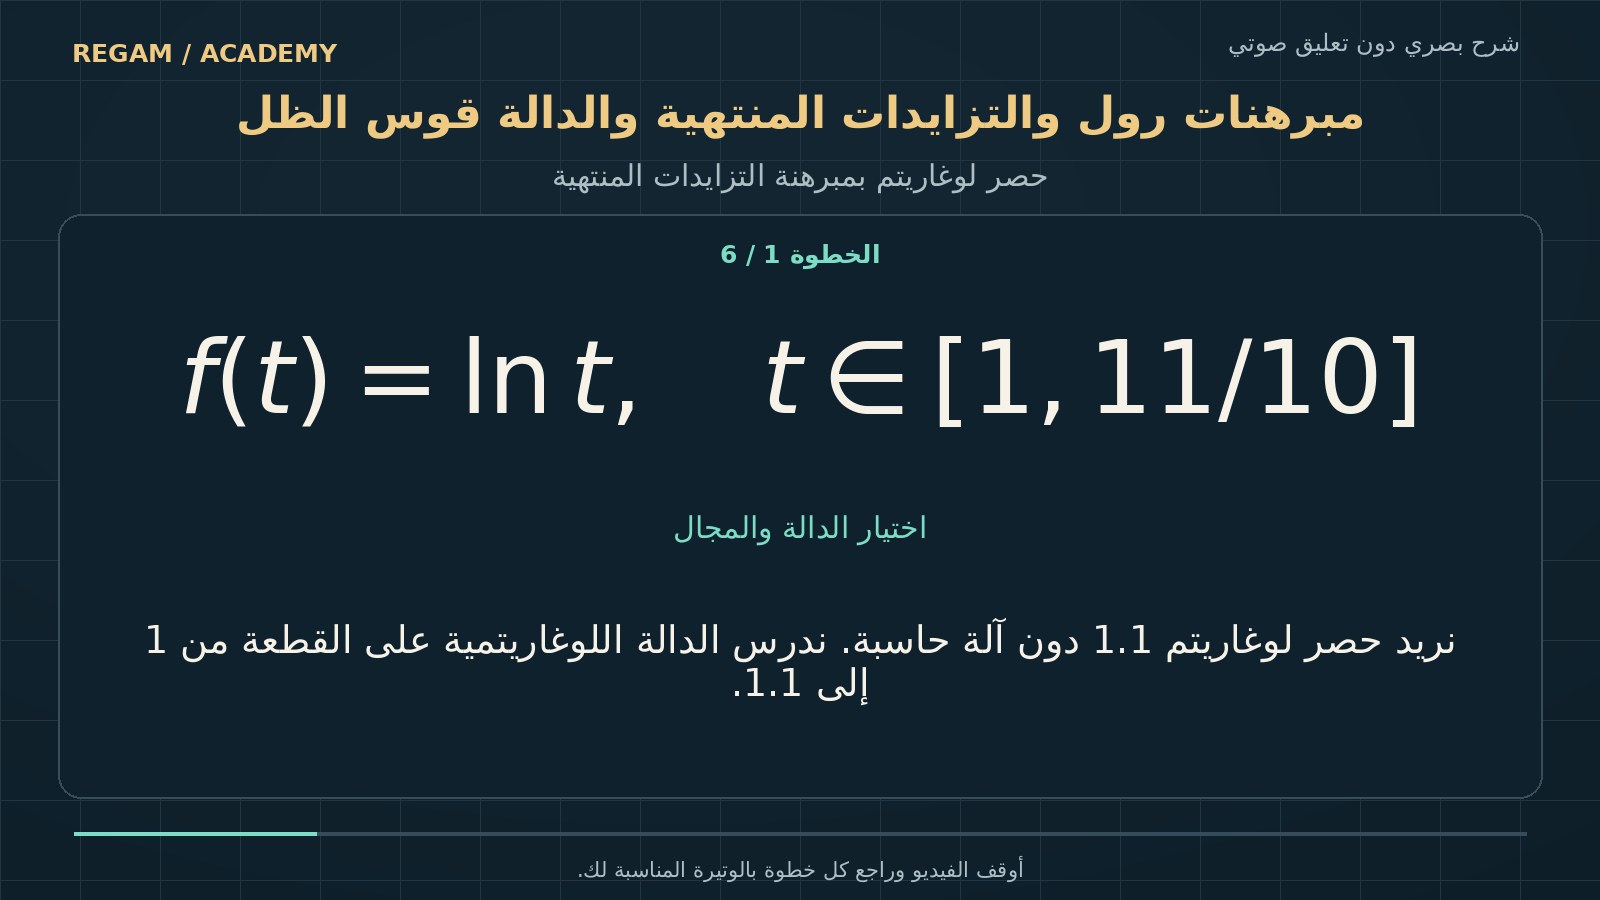 REGAM / ACADEMY
شرح بصري دون تعليق صوتي
مبرهنات رول والتزايدات المنتهية والدالة قوس الظل
حصر لوغاريتم بمبرهنة التزايدات المنتهية
الخطوة 1 / 6
f(t) = ln t, t ∈ [1, 11/10]
اختيار الدالة والمجال
نريد حصر لوغاريتم 1.1 دون آلة حاسبة. ندرس الدالة اللوغاريتمية على القطعة من 1
إلى 1.1.
أوقف الفيديو وراجع كل خطوة بالوتيرة المناسبة لك.